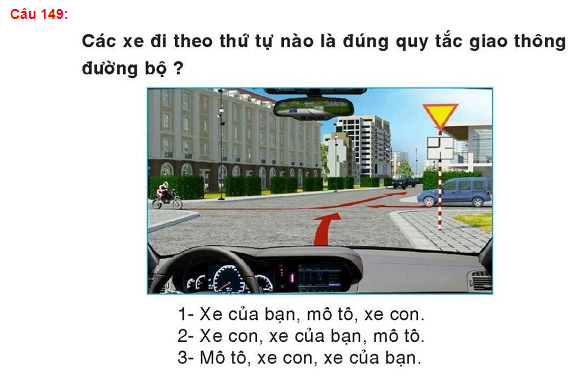 Câu 149:
Các xe đi theo thứ tự nào là đúng quy tắc giao thông
đường bộ ?
1- Xe của bạn, mô tô, xe con.
2- Xe con, xe của bạn, mô tô.
3- Mô tô, xe con, xe của bạn.